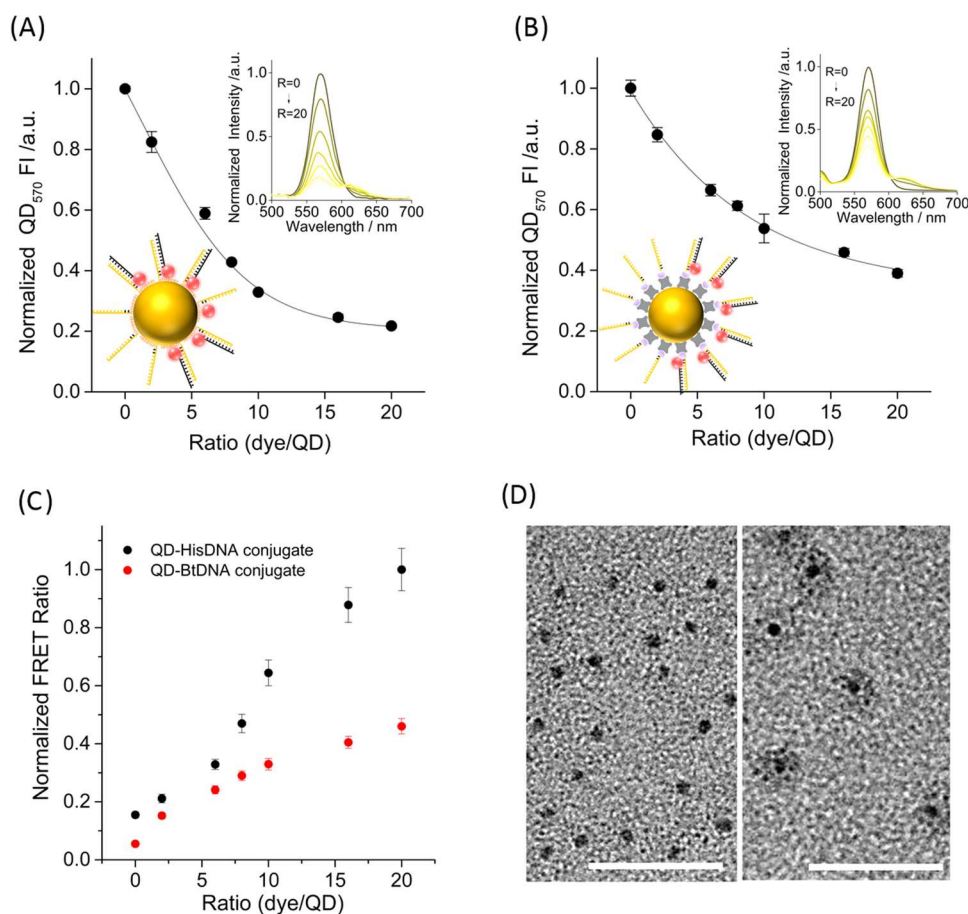 (A)
Normalized QD570 FI /a.u.
1.0
0.8
0.6
0.4
0.2
0.0
0 5 10 15 20
Ratio (dye/QD)
Normalized Intensity /a.u.
1.0
0.5
0.0
R=0
R=20
500 550 600 650 700
Wavelength / nm
(B)
Normalized QD570 FI /a.u.
1.0
0.8
0.6
0.4
0.2
0.0
0 5 10 15 20
Ratio (dye/QD)
Normalized Intensity /a.u.
1.0
0.5
0.0
R=0
R=20
500 550 600 650 700
Wavelength / nm
(C)
Normalized FRET Ratio
1.0
0.8
0.6
0.4
0.2
0.0
QD-HisDNA conjugate
QD-BtDNA conjugate
0 5 10 15 20
Ratio (dye/QD)
(D)